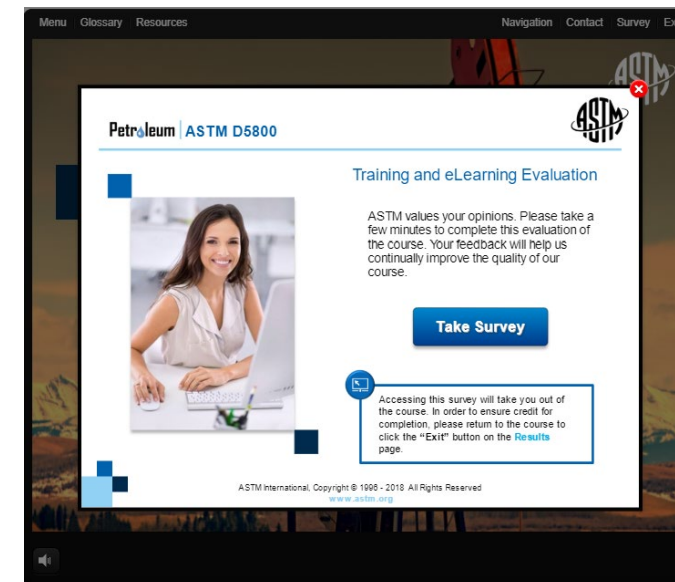 Menu Glossary Resources Navigation Contact Survey Ex
ASTM
Petroleum | ASTM D5800
ASTM
Training and eLearning Evaluation
ASTM values your opinions. Please take a
few minutes to complete this evaluation of
the course. Your feedback will help us
continually improve the quality of our
course.
Take Survey
Accessing this survey will take you out of
the course. In order to ensure credit for
completion, please return to the course to
click the “Exit” button on the Results
page.
ASTM International, Copyright © 1996 - 2018 All Rights Reserved
www.astm.org